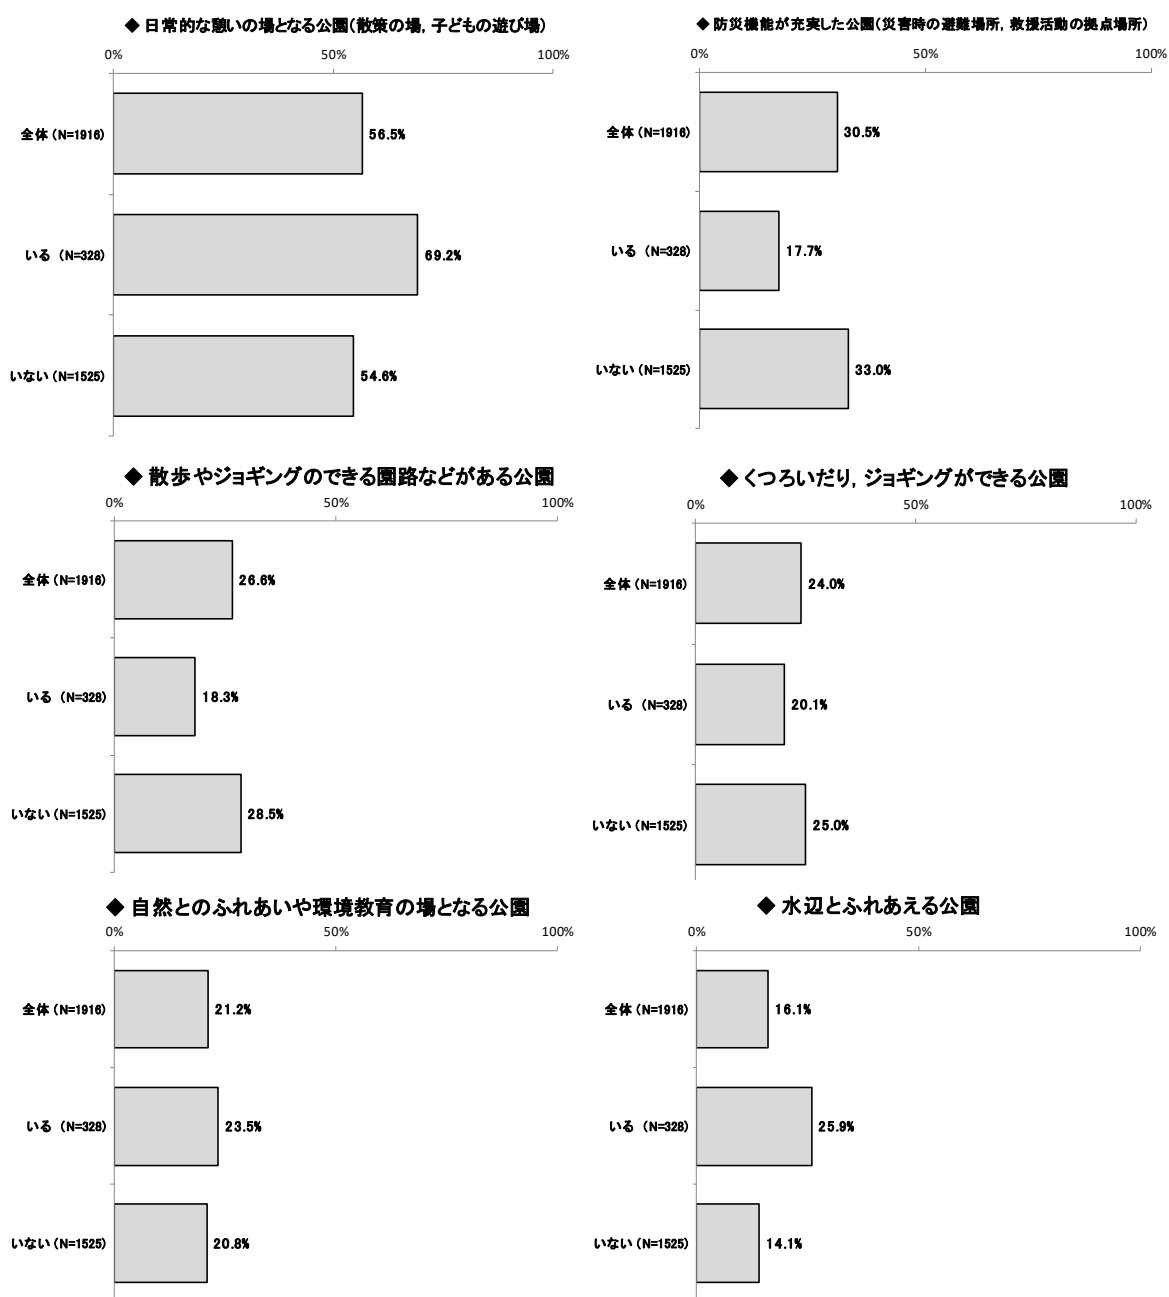 ◆ 日常的な憩いの場となる公園(散策の場, 子どもの遊び場)
0% 50% 100%
全体 (N=1916) 56.5%
いる (N=328) 69.2%
いない (N=1525) 54.6%
◆ 防災機能が充実した公園(災害時の避難場所, 救援活動の拠点場所)
0% 50% 100%
全体 (N=1916) 30.5%
いる (N=328) 17.7%
いない (N=1525) 33.0%
◆ 散歩やジョギングのできる園路などがある公園
0% 50% 100%
全体 (N=1916) 26.6%
いる (N=328) 18.3%
いない (N=1525) 28.5%
◆ くつろいだり, ジョギングができる公園
0% 50% 100%
全体 (N=1916) 24.0%
いる (N=328) 20.1%
いない (N=1525) 25.0%
◆ 自然とのふれあいや環境教育の場となる公園
0% 50% 100%
全体 (N=1916) 21.2%
いる (N=328) 23.5%
いない (N=1525) 20.8%
◆ 水辺とふれあえる公園
0% 50% 100%
全体 (N=1916) 16.1%
いる (N=328) 25.9%
いない (N=1525) 14.1%